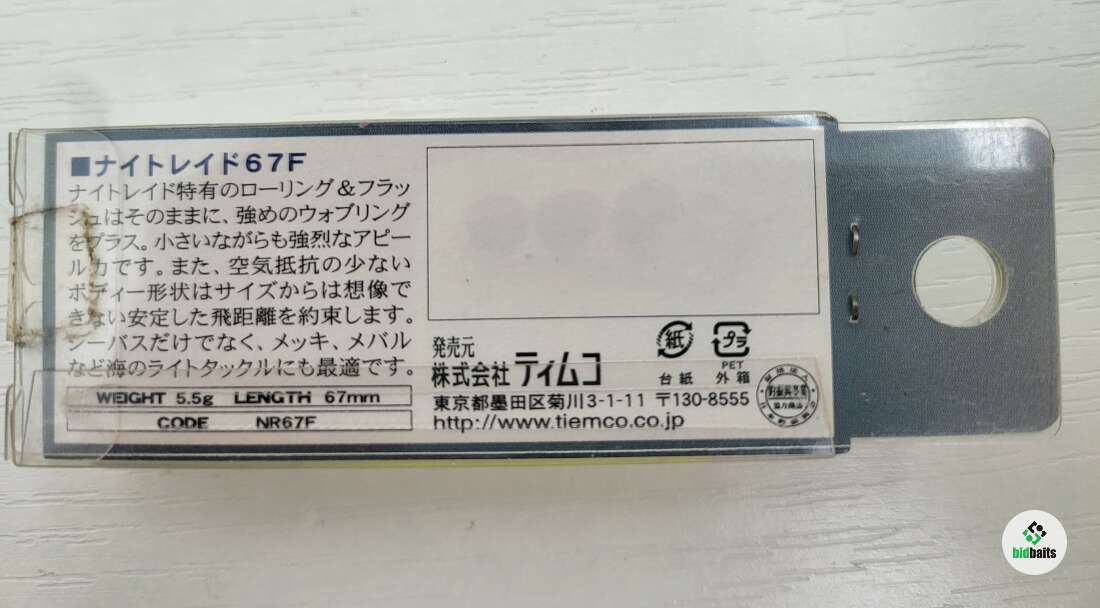 ■ナイトレイド67F
ナイトレイド特有のローリング&フラッ
シュはそのままに、強めのウォブリング
をプラス。小さいながらも強烈なアピー
ル力です。また、空気抵抗の少ない
ボディー形状はサイズからは想像で
きない安定した飛距離を約束します。
シーバスだけでなく、メッキ、メバル
など海のライトタックルにも最適です。
WEIGHT 5.5g LENGTH 67mm
CODE NR67F
発売元
株式会社 ティムコ
東京都墨田区菊川3-1-11 〒130-8555
http://www.tiemco.co.jp
紙
台紙
プラ
PET
外箱
bidbaits